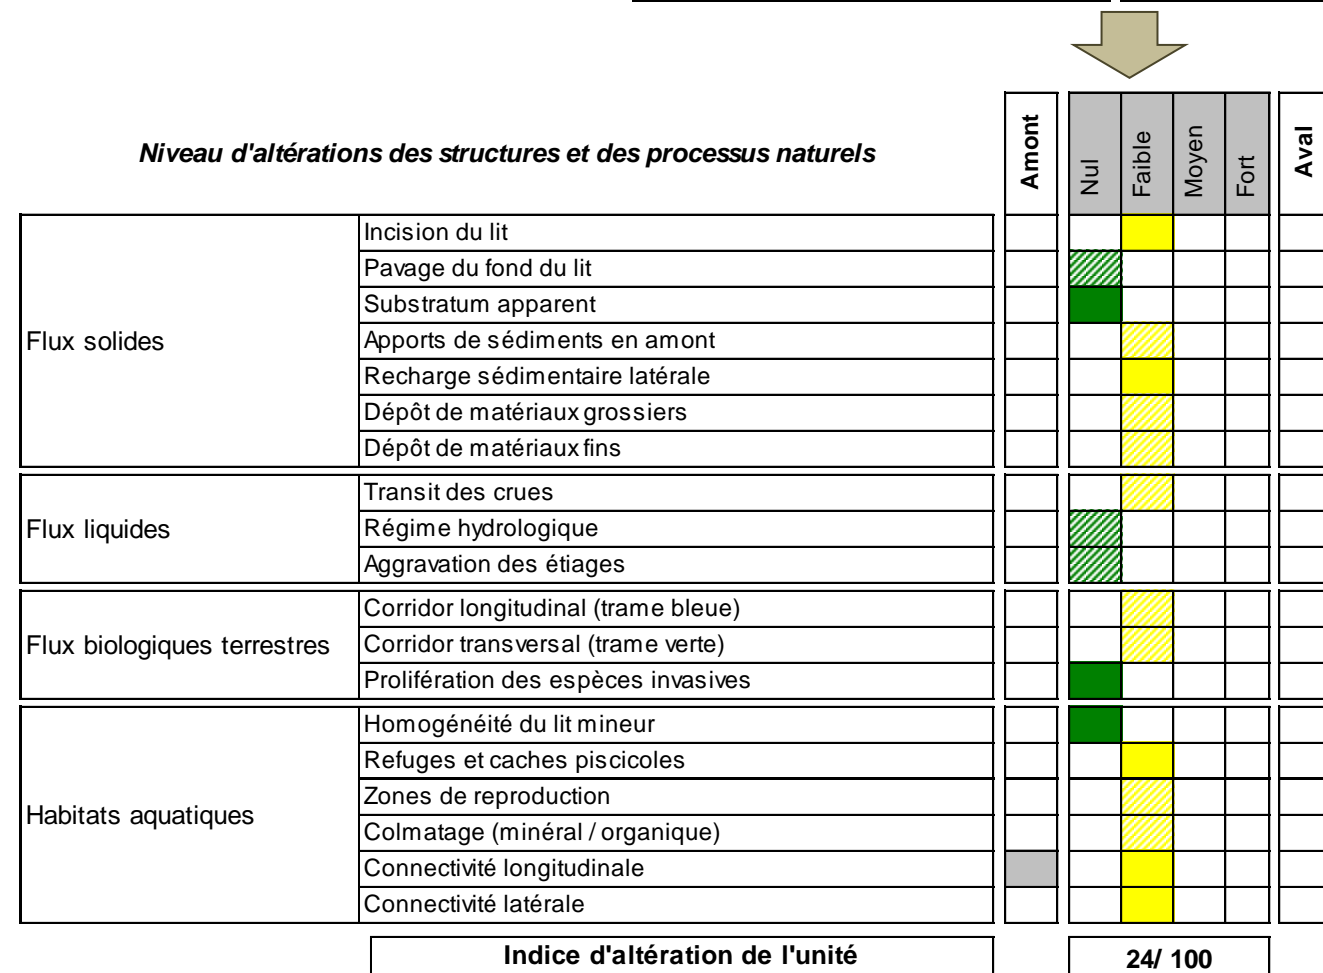 Niveau d'altérations des structures et des processus naturels
Amont
Nul
Faible
Moyen
Fort
Aval
Flux solides
Incision du lit
Pavage du fond du lit
Substratum apparent
Apports de sédiments en amont
Recharge sédimentaire latérale
Dépôt de matériaux grossiers
Dépôt de matériaux fins
Flux liquides
Transit des crues
Régime hydrologique
Aggravation des étiages
Flux biologiques terrestres
Corridor longitudinal (trame bleue)
Corridor transversal (trame verte)
Prolifération des espèces invasives
Habitats aquatiques
Homogénéité du lit mineur
Refuges et caches piscicoles
Zones de reproduction
Colmatage (minéral / organique)
Connectivité longitudinale
Connectivité latérale
Indice d'altération de l'unité
24/ 100